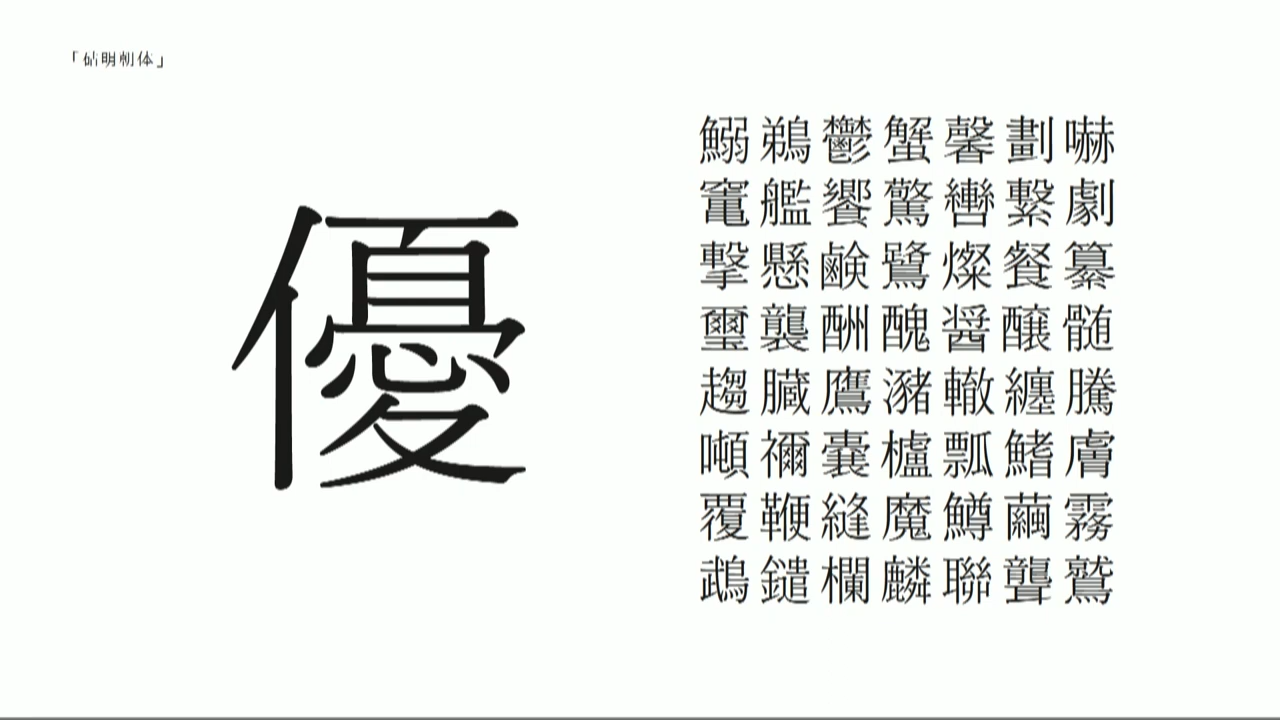 「砧明朝体」
優
鰯鵜鬱蟹馨劃嚇
竃艦饗驚轡繋劇
撃懸鹸鷺燦餐纂
璽襲酬醜醤醸髄
趨臓鷹瀦轍纏騰
噸禰嚢櫨瓢鰭膚
覆鞭縫魔鱒繭霧
鵡鑓欄麟聯聾鷲